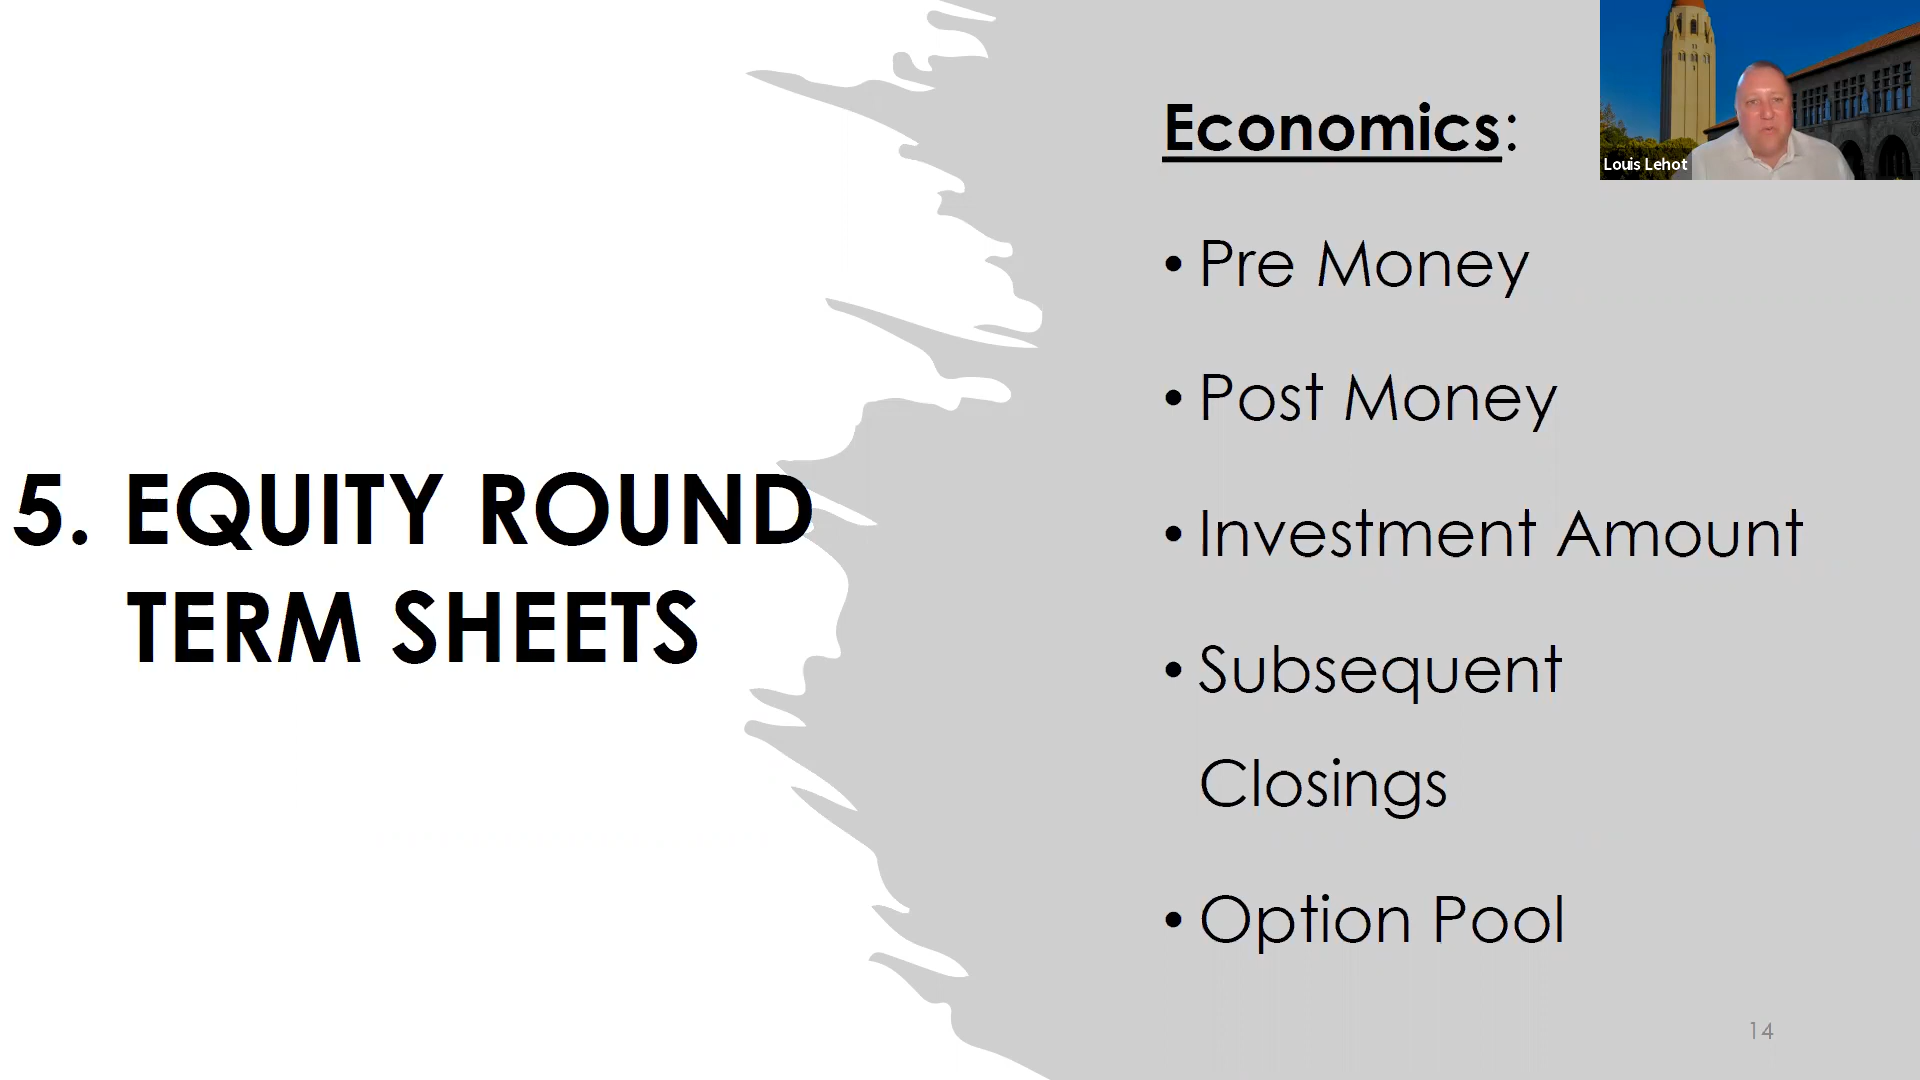 5. EQUITY ROUND
TERM SHEETS
Economics:
• Pre Money
• Post Money
• Investment Amount
• Subsequent
Closings
• Option Pool
Louis Lehot
14